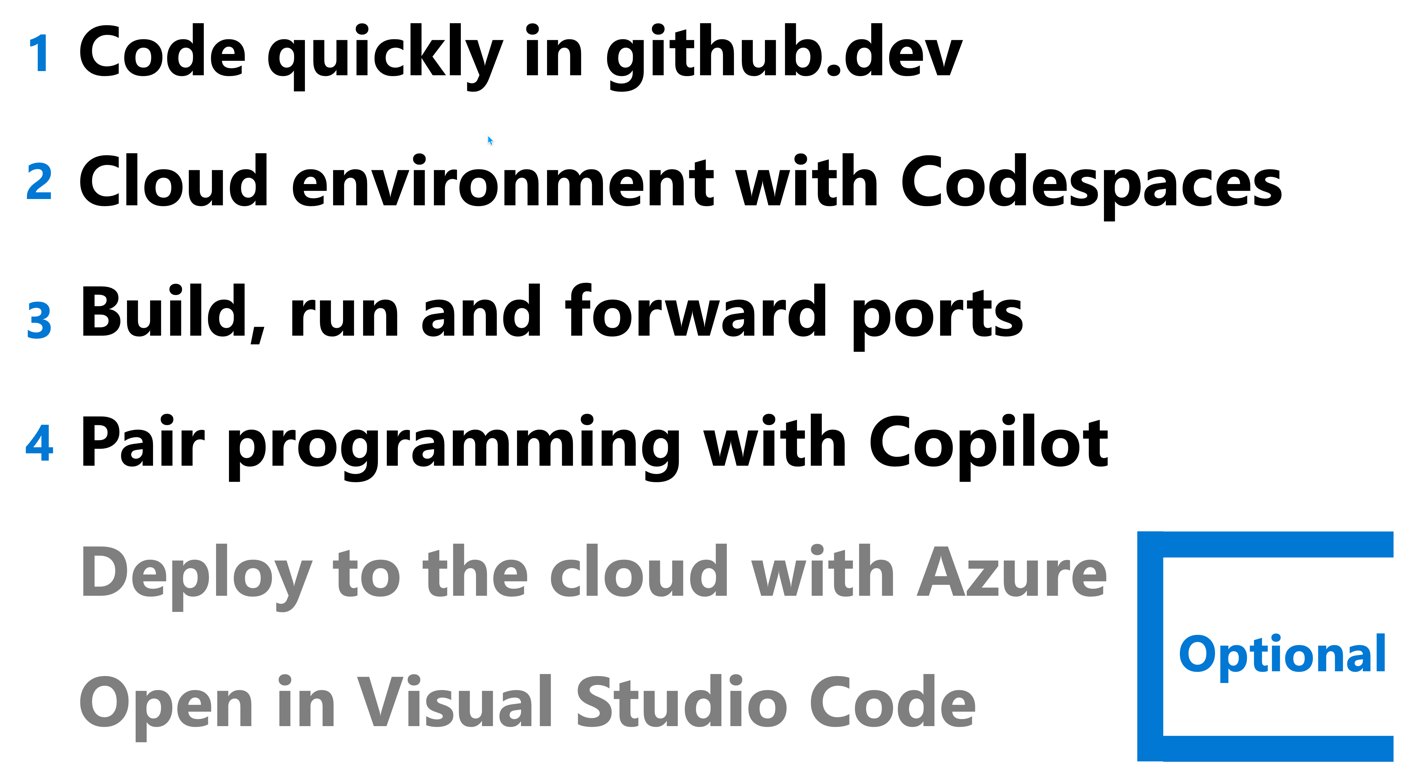 1 Code quickly in github.dev
2 Cloud environment with Codespaces
3 Build, run and forward ports
4 Pair programming with Copilot
Deploy to the cloud with Azure
Optional
Open in Visual Studio Code